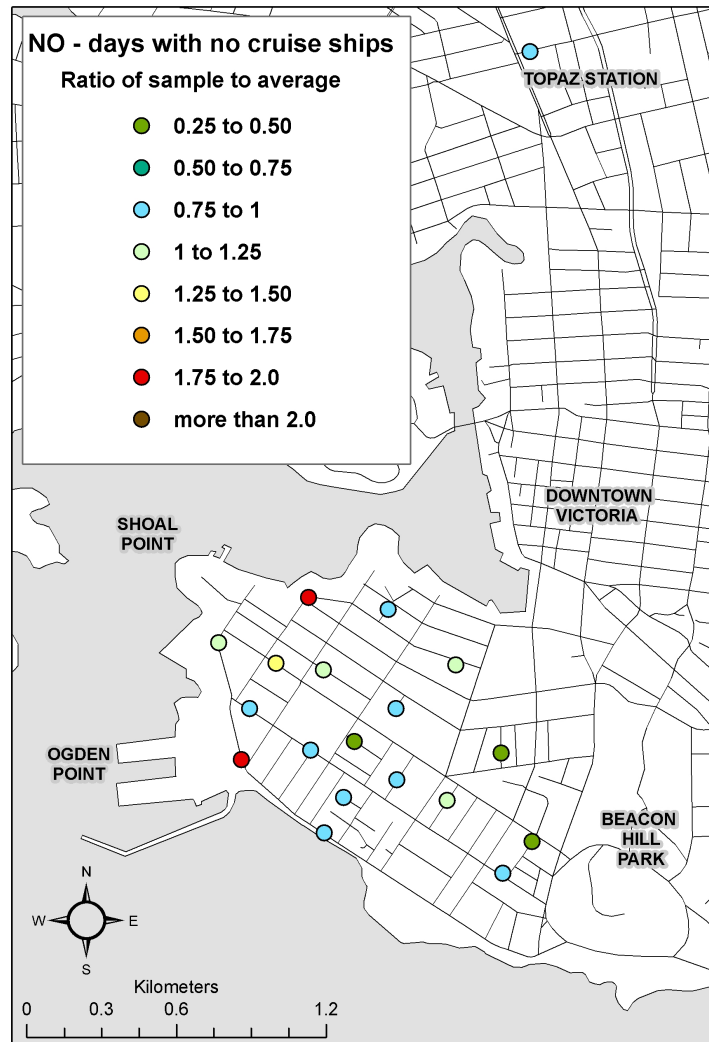 NO - days with no cruise ships
Ratio of sample to average
0.25 to 0.50
0.50 to 0.75
0.75 to 1
1 to 1.25
1.25 to 1.50
1.50 to 1.75
1.75 to 2.0
more than 2.0
TOPAZ STATION
DOWNTOWN
VICTORIA
SHOAL
POINT
OGDEN
POINT
BEACON
HILL
PARK
N
W
E
S
Kilometers
0 0.3 0.6 1.2